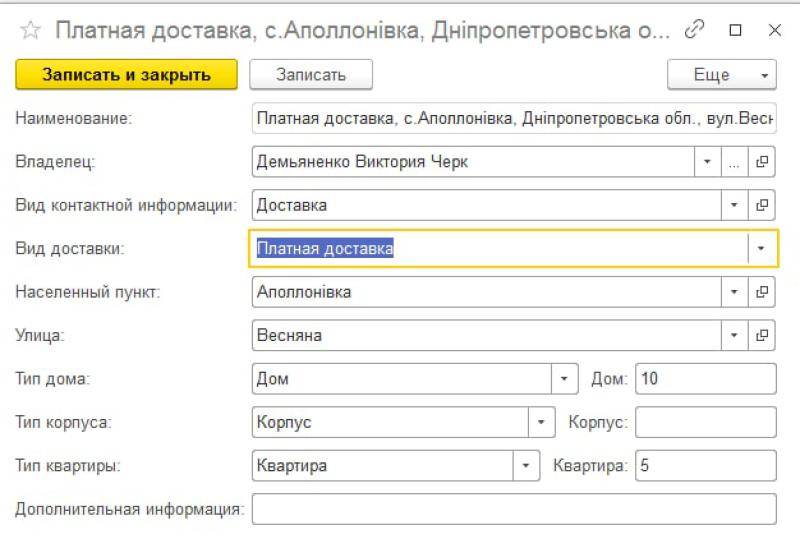 Платная доставка, с.Аполлонівка, Дніпропетровська о...
Записать и закрыть Записать Еще
Наименование: Платная доставка, с.Аполлонівка, Дніпропетровська обл., вул.Весн
Владелец: Демьяненко Виктория Черк ...
Вид контактной информации: Доставка
Вид доставки: Платная доставка
Населенный пункт: Аполлонівка
Улица: Весняна
Тип дома: Дом Дом: 10
Тип корпуса: Корпус Корпус:
Тип квартиры: Квартира Квартира: 5
Дополнительная информация: